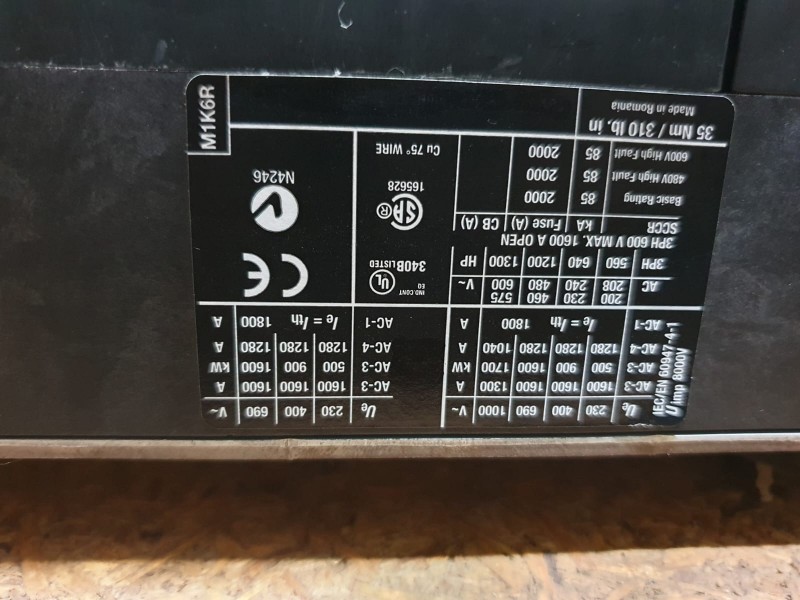 IEC/EN 60947-4-1
Uimp 8000V
Ue 230 400 690 1000 V~
AC-3 1600 1600 1600 1300 A
AC-3 500 900 1600 1700 kW
AC-4 1280 1280 1280 1040 A
AC-1 Ie = Ith 1800 A
Ue 230 400 690 V~
AC-3 1600 1600 1600 A
AC-3 500 900 1600 kW
AC-4 1280 1280 1280 A
AC-1 Ie = Ith 1800 A
AC 200 230 460 575 V~
208 240 480 600
3PH 560 640 1200 1300 HP
3PH 600 V MAX. 1600 A OPEN
SCCR kA Fuse (A) CB (A)
Basic Rating 85 2000
480V High Fault 85 2000
600V High Fault 85 2000
35 Nm / 310 lb. in
Made in Romania
UL IND.CONT
EQ
340B LISTED
SA ®
165628
Cu 75° WIRE
CE
N4246
M1K6R